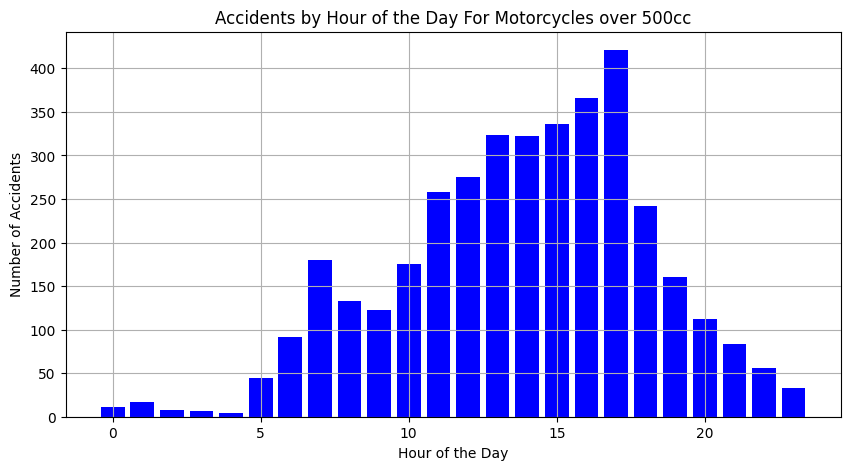 Accidents by Hour of the Day For Motorcycles over 500cc
Number of Accidents
400
350
300
250
200
150
100
50
0
0 5 10 15 20
Hour of the Day